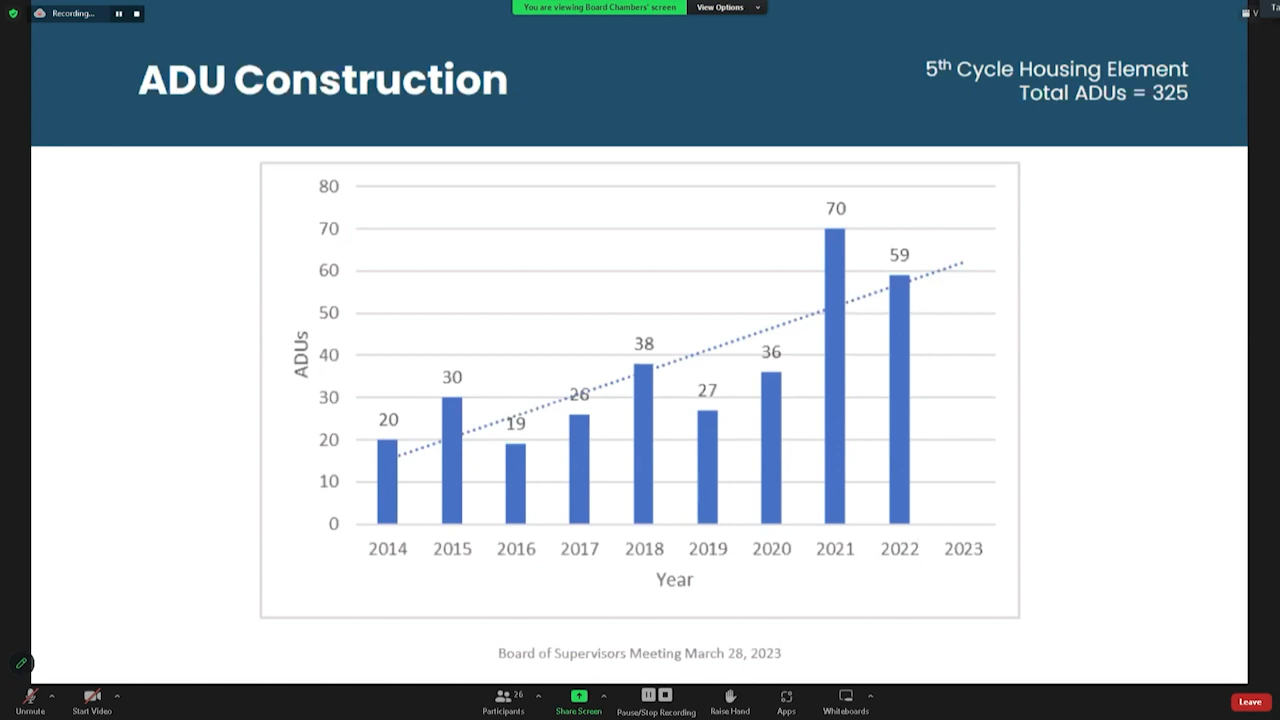 Recording...
You are viewing Board Chambers' screen
View Options
V
Ta
ADU Construction
5th Cycle Housing Element
Total ADUs = 325
80
70
60
50
40
30
20
10
0
ADUs
20
30
19
26
38
27
36
70
59
2014 2015 2016 2017 2018 2019 2020 2021 2022 2023
Year
Board of Supervisors Meeting March 28, 2023
Unmute
Start Video
26
Participants
Share Screen
Pause/Stop Recording
Raise Hand
Apps
Whiteboards
Leave